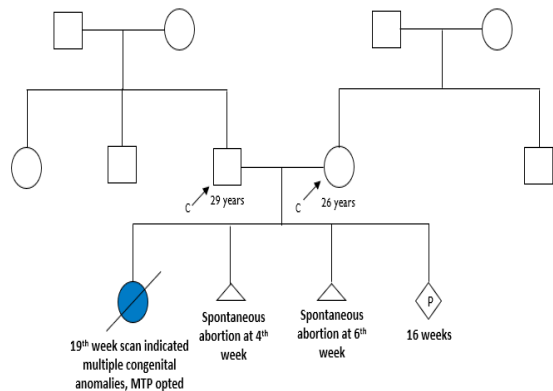 C
29 years
C
26 years
P
19th week scan indicated
multiple congenital
anomalies, MTP opted
Spontaneous
abortion at 4th
week
Spontaneous
abortion at 6th
week
16 weeks